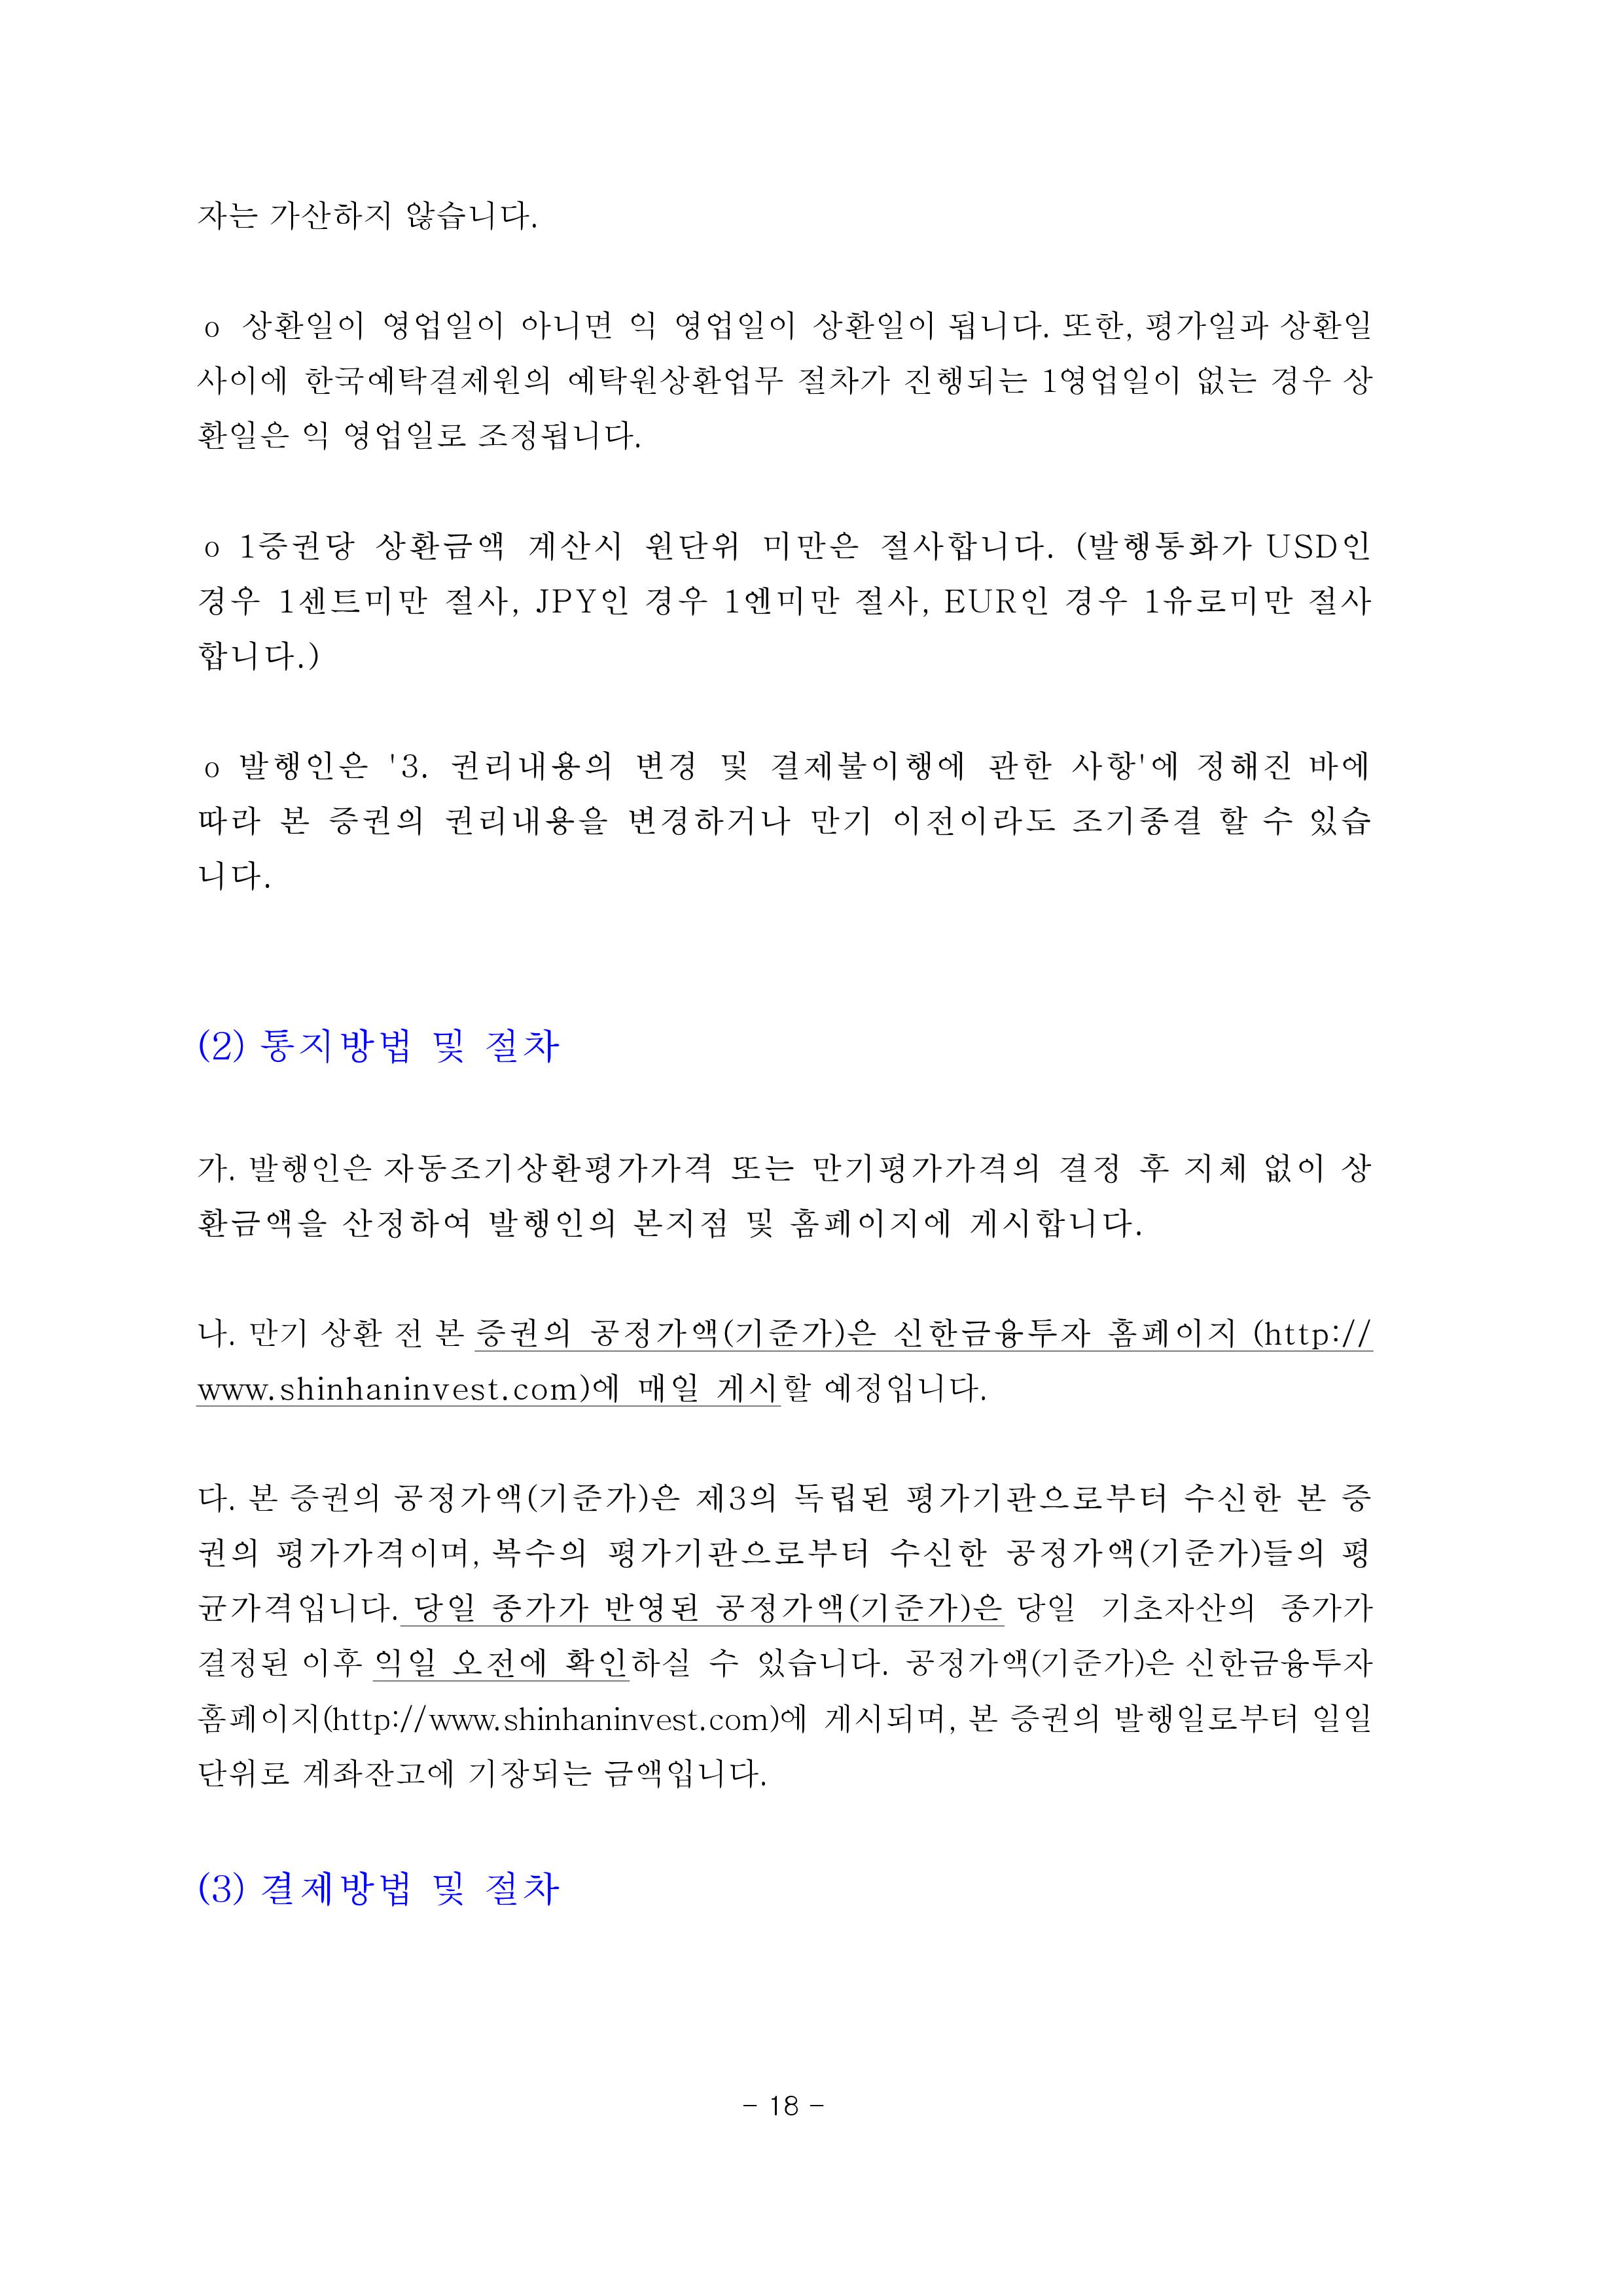 자는 가산하지 않습니다.
o 상환일이 영업일이 아니면 익 영업일이 상환일이 됩니다. 또한, 평가일과 상환일
사이에 한국예탁결제원의 예탁원상환업무 절차가 진행되는 1영업일이 없는 경우 상
환일은 익 영업일로 조정됩니다.
o 1증권당 상환금액 계산시 원단위 미만은 절사합니다. (발행통화가 USD인
경우 1센트미만 절사, JPY인 경우 1엔미만 절사, EUR인 경우 1유로미만 절사
합니다.)
o 발행인은 '3. 권리내용의 변경 및 결제불이행에 관한 사항'에 정해진 바에
따라 본 증권의 권리내용을 변경하거나 만기 이전이라도 조기종결 할 수 있습
니다.
(2) 통지방법 및 절차
가. 발행인은 자동조기상환평가가격 또는 만기평가가격의 결정 후 지체 없이 상
환금액을 산정하여 발행인의 본지점 및 홈페이지에 게시합니다.
나. 만기 상환 전 본 증권의 공정가액(기준가)은 신한금융투자 홈페이지 (http://
www.shinhaninvest.com)에 매일 게시할 예정입니다.
다. 본 증권의 공정가액(기준가)은 제3의 독립된 평가기관으로부터 수신한 본 증
권의 평가가격이며, 복수의 평가기관으로부터 수신한 공정가액(기준가)들의 평
균가격입니다. 당일 종가가 반영된 공정가액(기준가)은 당일 기초자산의 종가가
결정된 이후 익일 오전에 확인하실 수 있습니다. 공정가액(기준가)은 신한금융투자
홈페이지(http://www.shinhaninvest.com)에 게시되며, 본 증권의 발행일로부터 일일
단위로 계좌잔고에 기장되는 금액입니다.
(3) 결제방법 및 절차
- 18 -